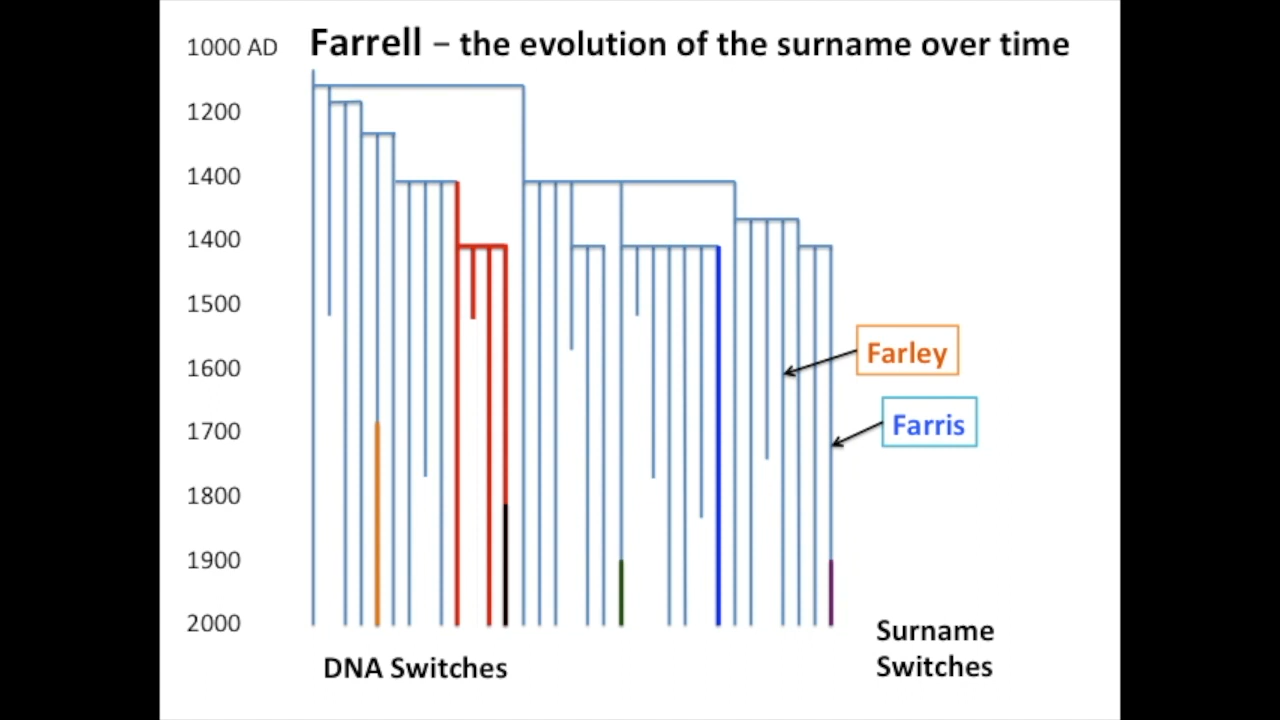 Farrell – the evolution of the surname over time
1000 AD
1200
1400
1400
1500
1600
1700
1800
1900
2000
Farley
Farris
DNA Switches
Surname
Switches